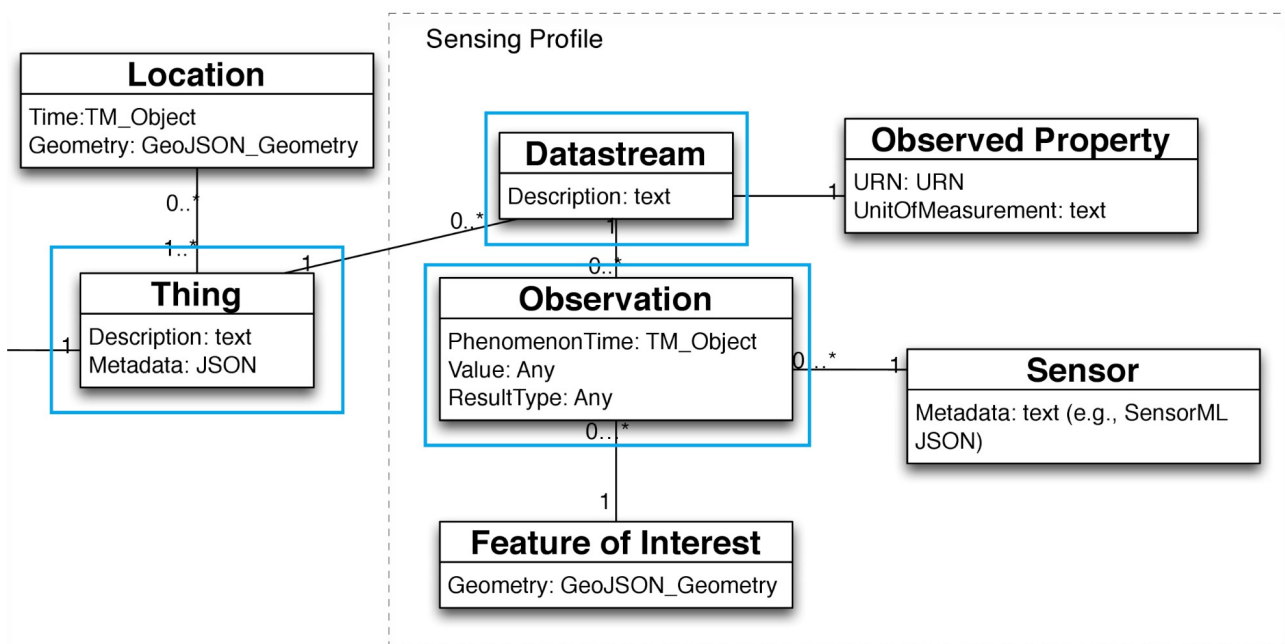 Sensing Profile
Location
Time:TM_Object
Geometry: GeoJSON_Geometry
0..*
1..*
Thing
Description: text
Metadata: JSON
1
1
0..*
Datastream
Description: text
1
0..*
1
Observed Property
URN: URN
UnitOfMeasurement: text
Observation
PhenomenonTime: TM_Object
Value: Any
ResultType: Any
0...*
1
Sensor
Metadata: text (e.g., SensorML
JSON)
0...*
1
Feature of Interest
Geometry: GeoJSON_Geometry